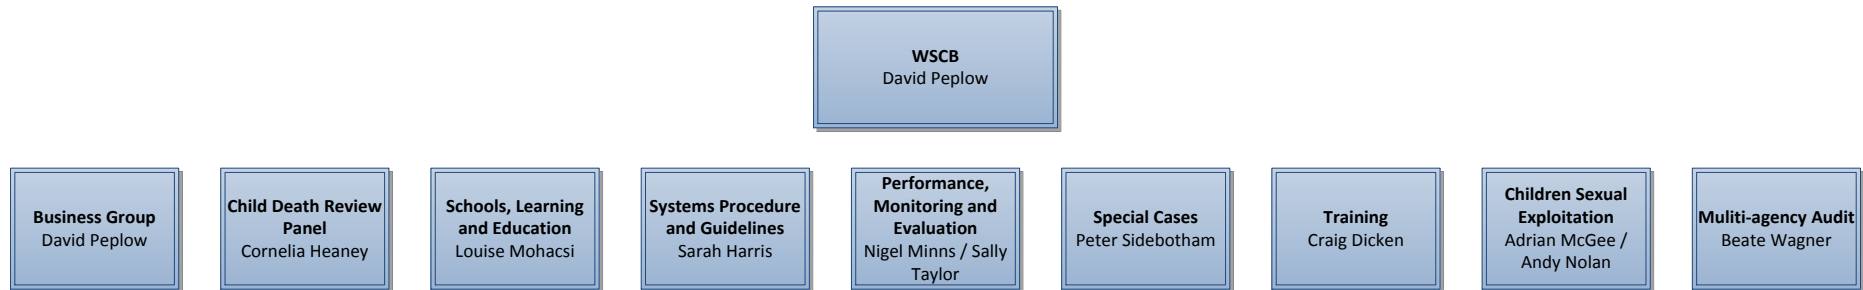 WSCB
David Peplow
Business Group
David Peplow
Child Death Review
Panel
Cornelia Heaney
Schools, Learning
and Education
Louise Mohacsi
Systems Procedure
and Guidelines
Sarah Harris
Performance,
Monitoring and
Evaluation
Nigel Minns / Sally
Taylor
Special Cases
Peter Sidebotham
Training
Craig Dicken
Children Sexual
Exploitation
Adrian McGee /
Andy Nolan
Muliti-agency Audit
Beate Wagner